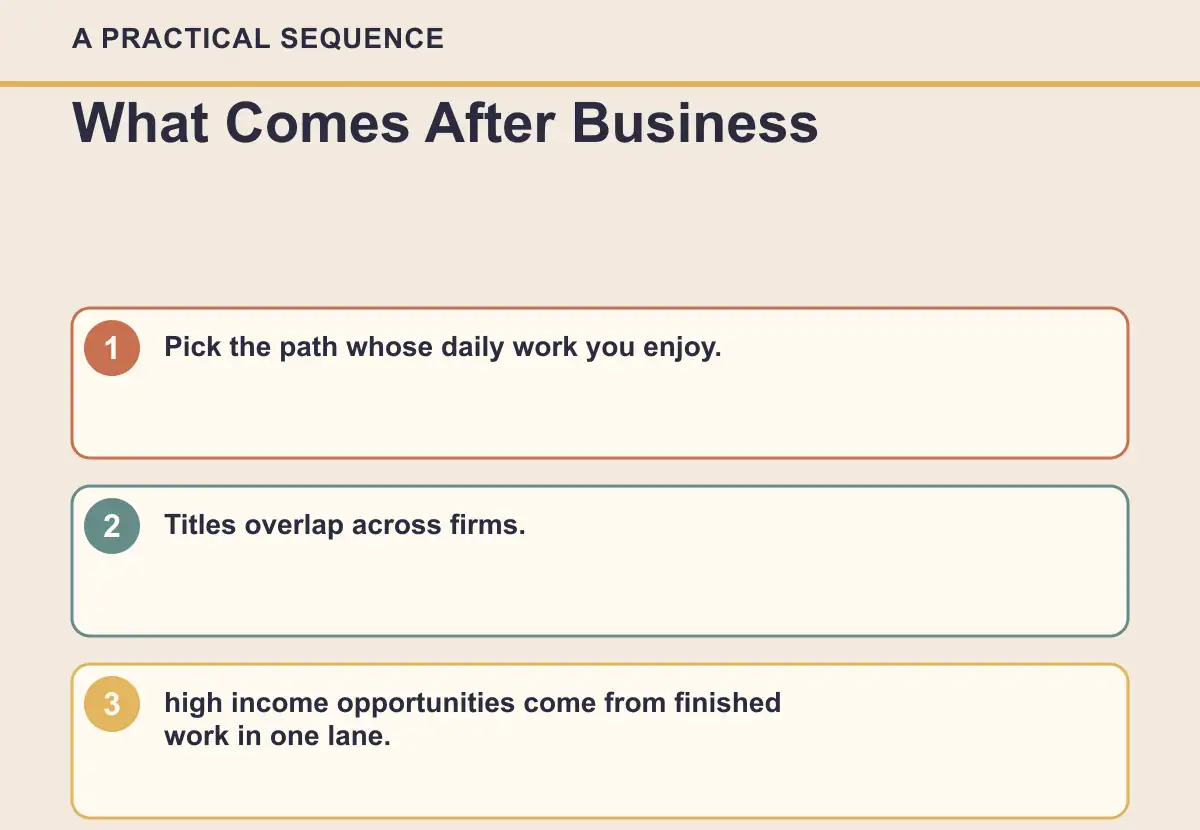 A PRACTICAL SEQUENCE
What Comes After Business
1
Pick the path whose daily work you enjoy.
2
Titles overlap across firms.
3
high income opportunities come from finished
work in one lane.